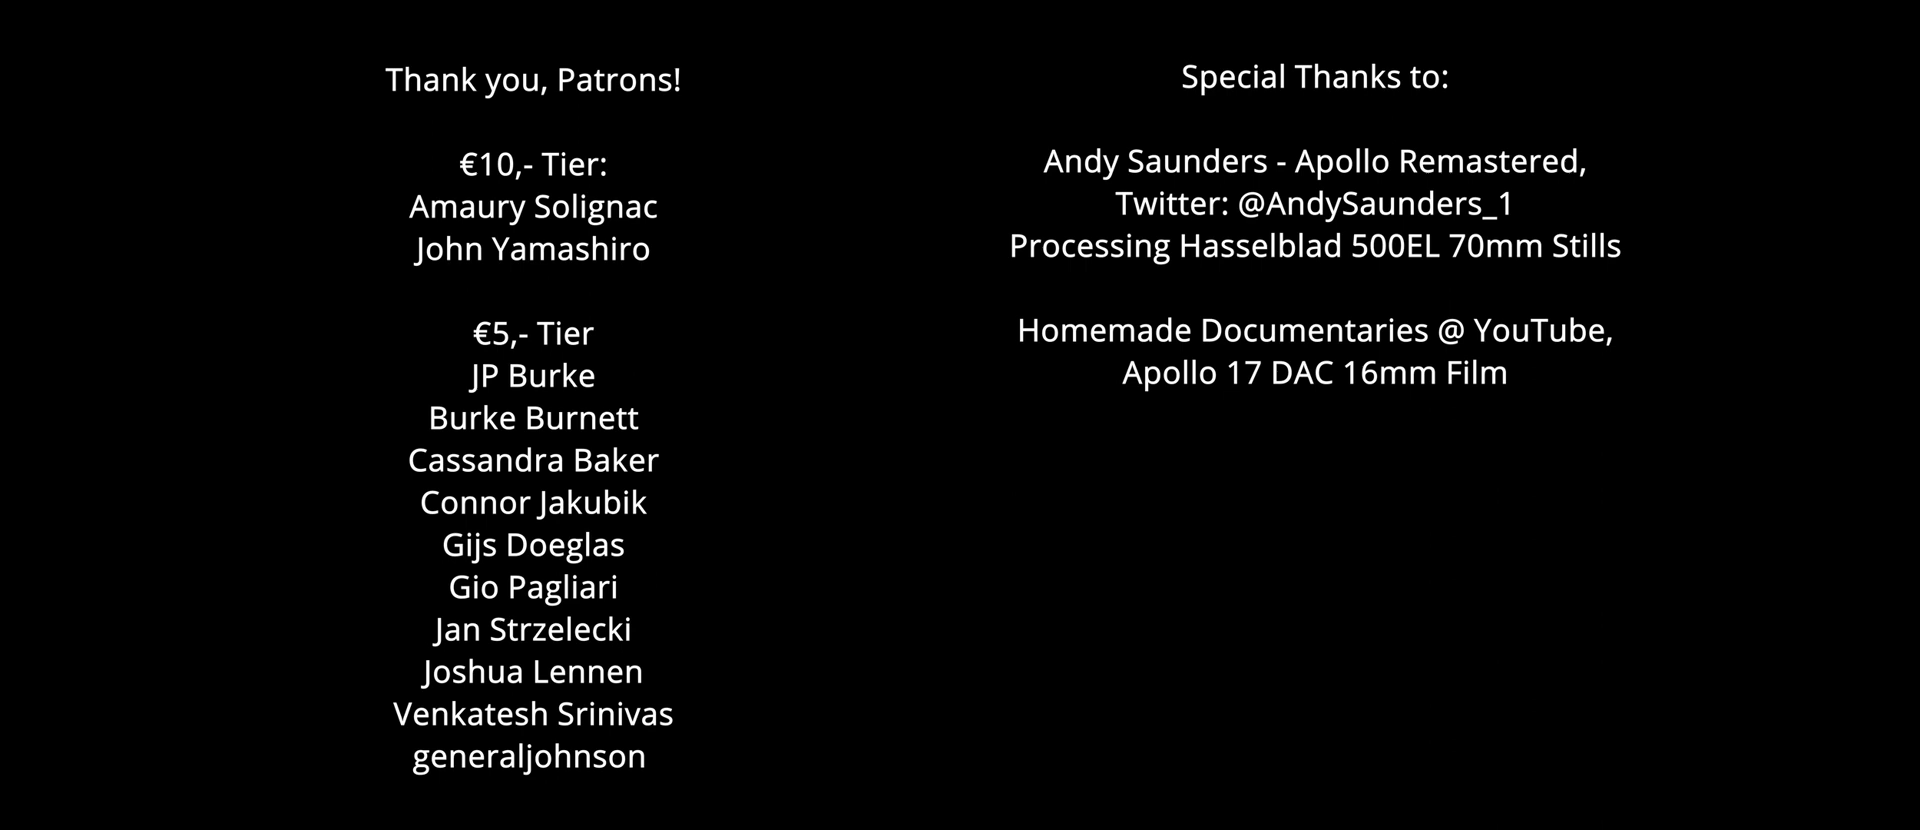 Thank you, Patrons!
€10,- Tier:
Amaury Solignac
John Yamashiro
€5,- Tier
JP Burke
Burke Burnett
Cassandra Baker
Connor Jakubik
Gijs Doeglas
Gio Pagliari
Jan Strzelecki
Joshua Lennen
Venkatesh Srinivas
generaljohnson
Special Thanks to:
Andy Saunders - Apollo Remastered,
Twitter: @AndySaunders_1
Processing Hasselblad 500EL 70mm Stills
Homemade Documentaries @ YouTube,
Apollo 17 DAC 16mm Film